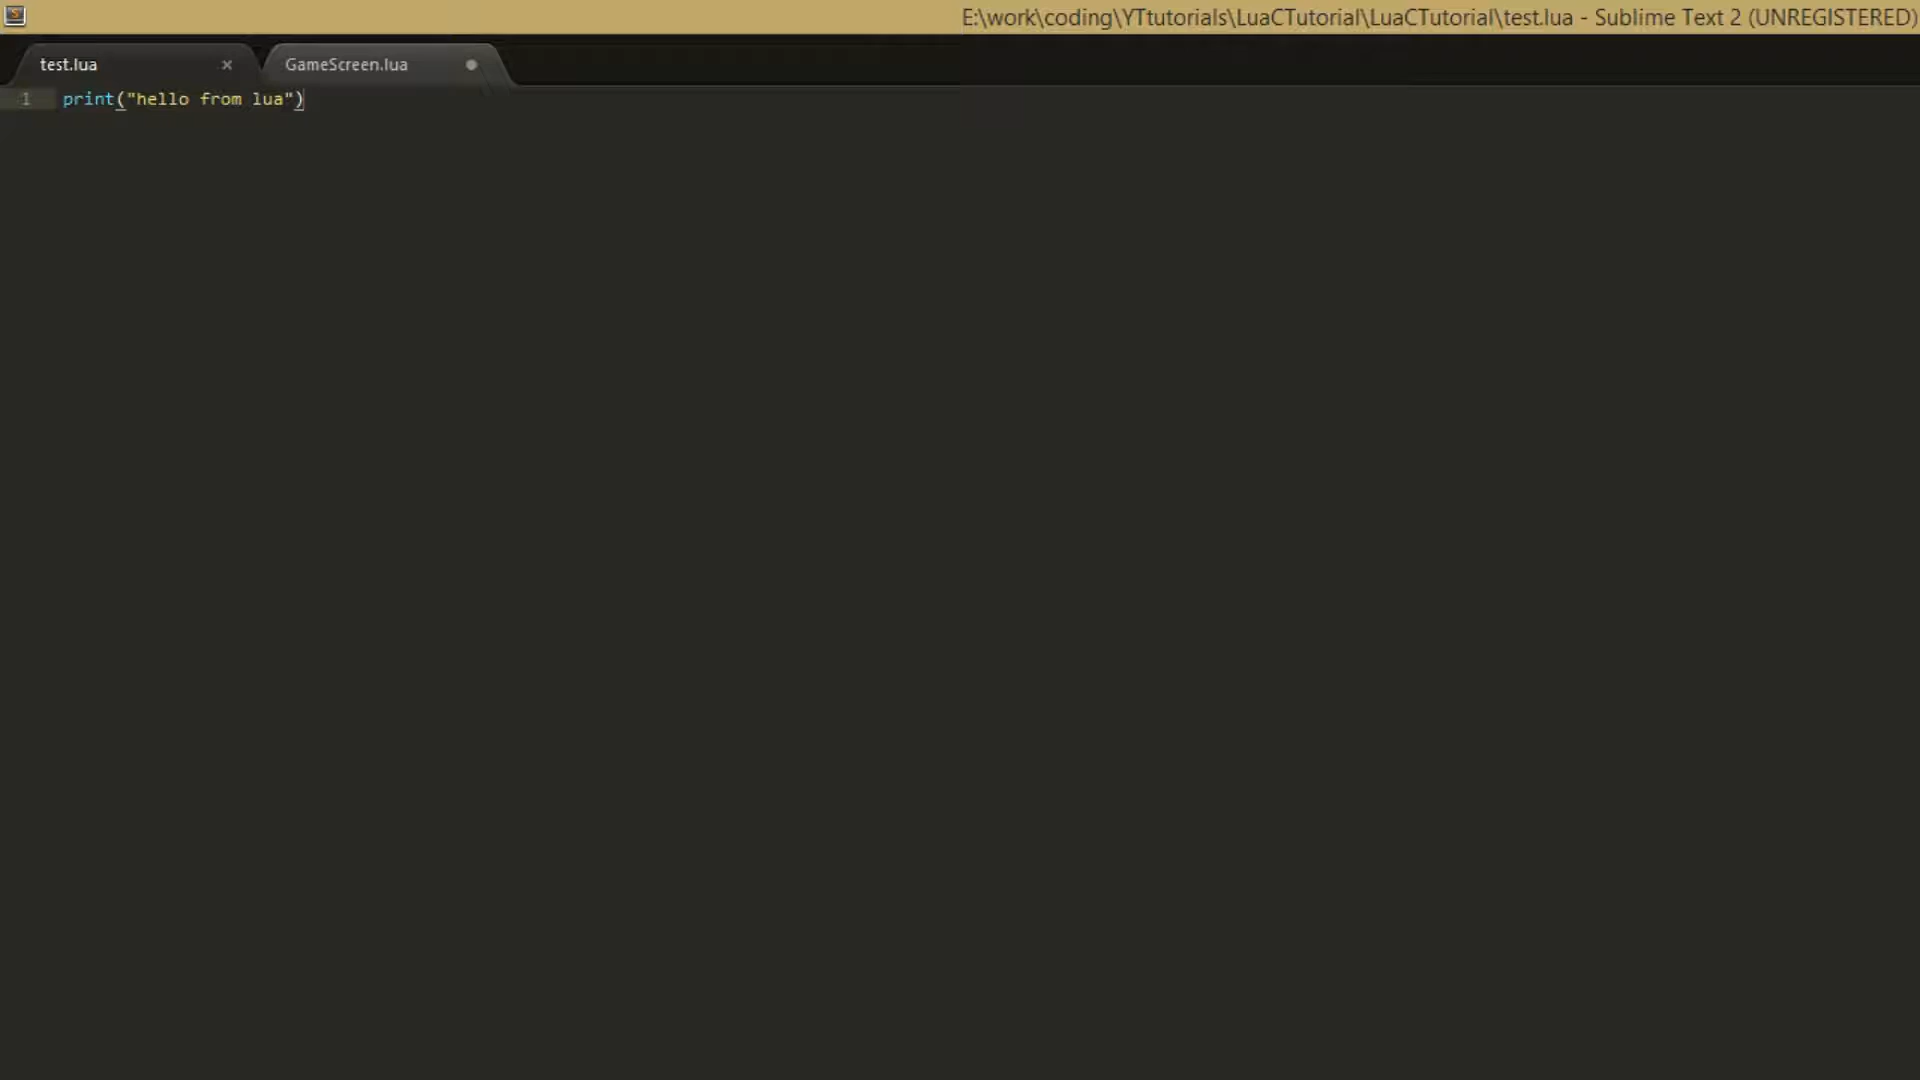 E:\work\coding\YTtutorials\LuaCTutorial\LuaCTutorial\test.lua - Sublime Text 2 (UNREGISTERED)
test.lua × GameScreen.lua
1 print("hello from lua")